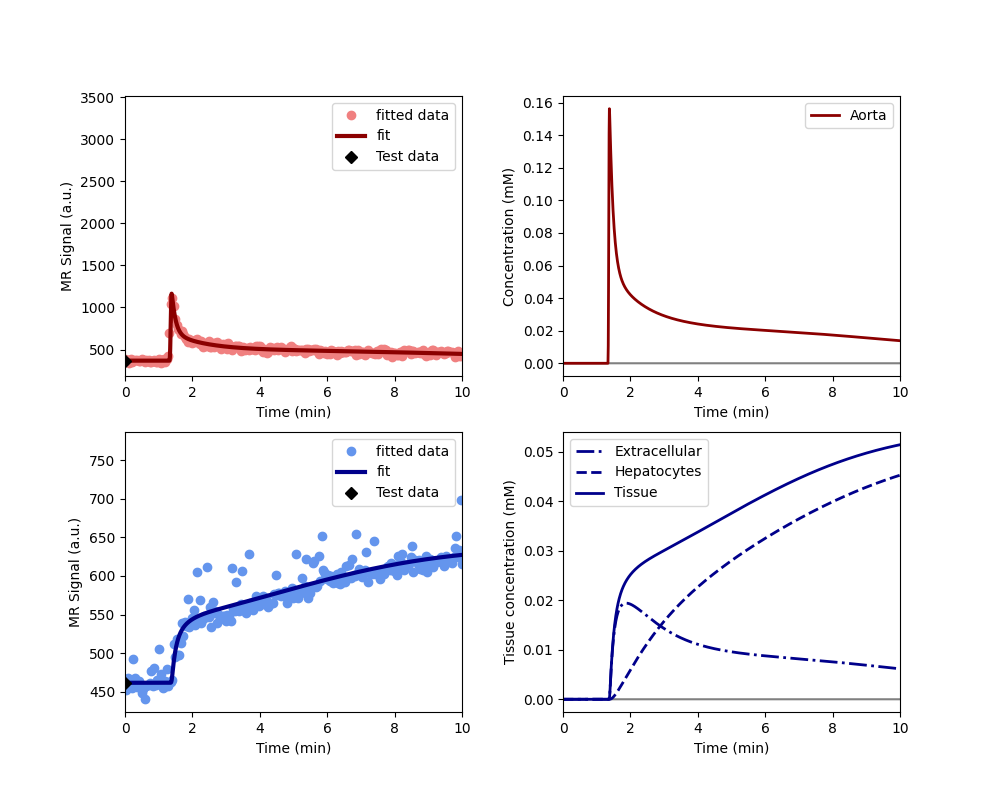 3500
3000
2500
2000
1500
1000
500
MR Signal (a.u.)
0 2 4 6 8 10
Time (min)
fitted data
fit
Test data
0.16
0.14
0.12
0.10
0.08
0.06
0.04
0.02
0.00
Concentration (mM)
0 2 4 6 8 10
Time (min)
Aorta
750
700
650
600
550
500
450
MR Signal (a.u.)
0 2 4 6 8 10
Time (min)
fitted data
fit
Test data
0.05
0.04
0.03
0.02
0.01
0.00
Tissue concentration (mM)
0 2 4 6 8 10
Time (min)
Extracellular
Hepatocytes
Tissue